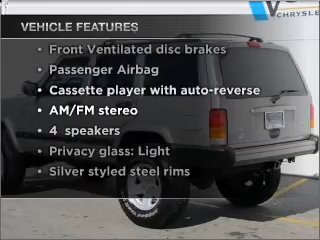 CHRYSLER
VEHICLE FEATURES
• Front Ventilated disc brakes
• Passenger Airbag
• Cassette player with auto-reverse
• AM/FM stereo
• 4 speakers
• Privacy glass: Light
• Silver styled steel rims